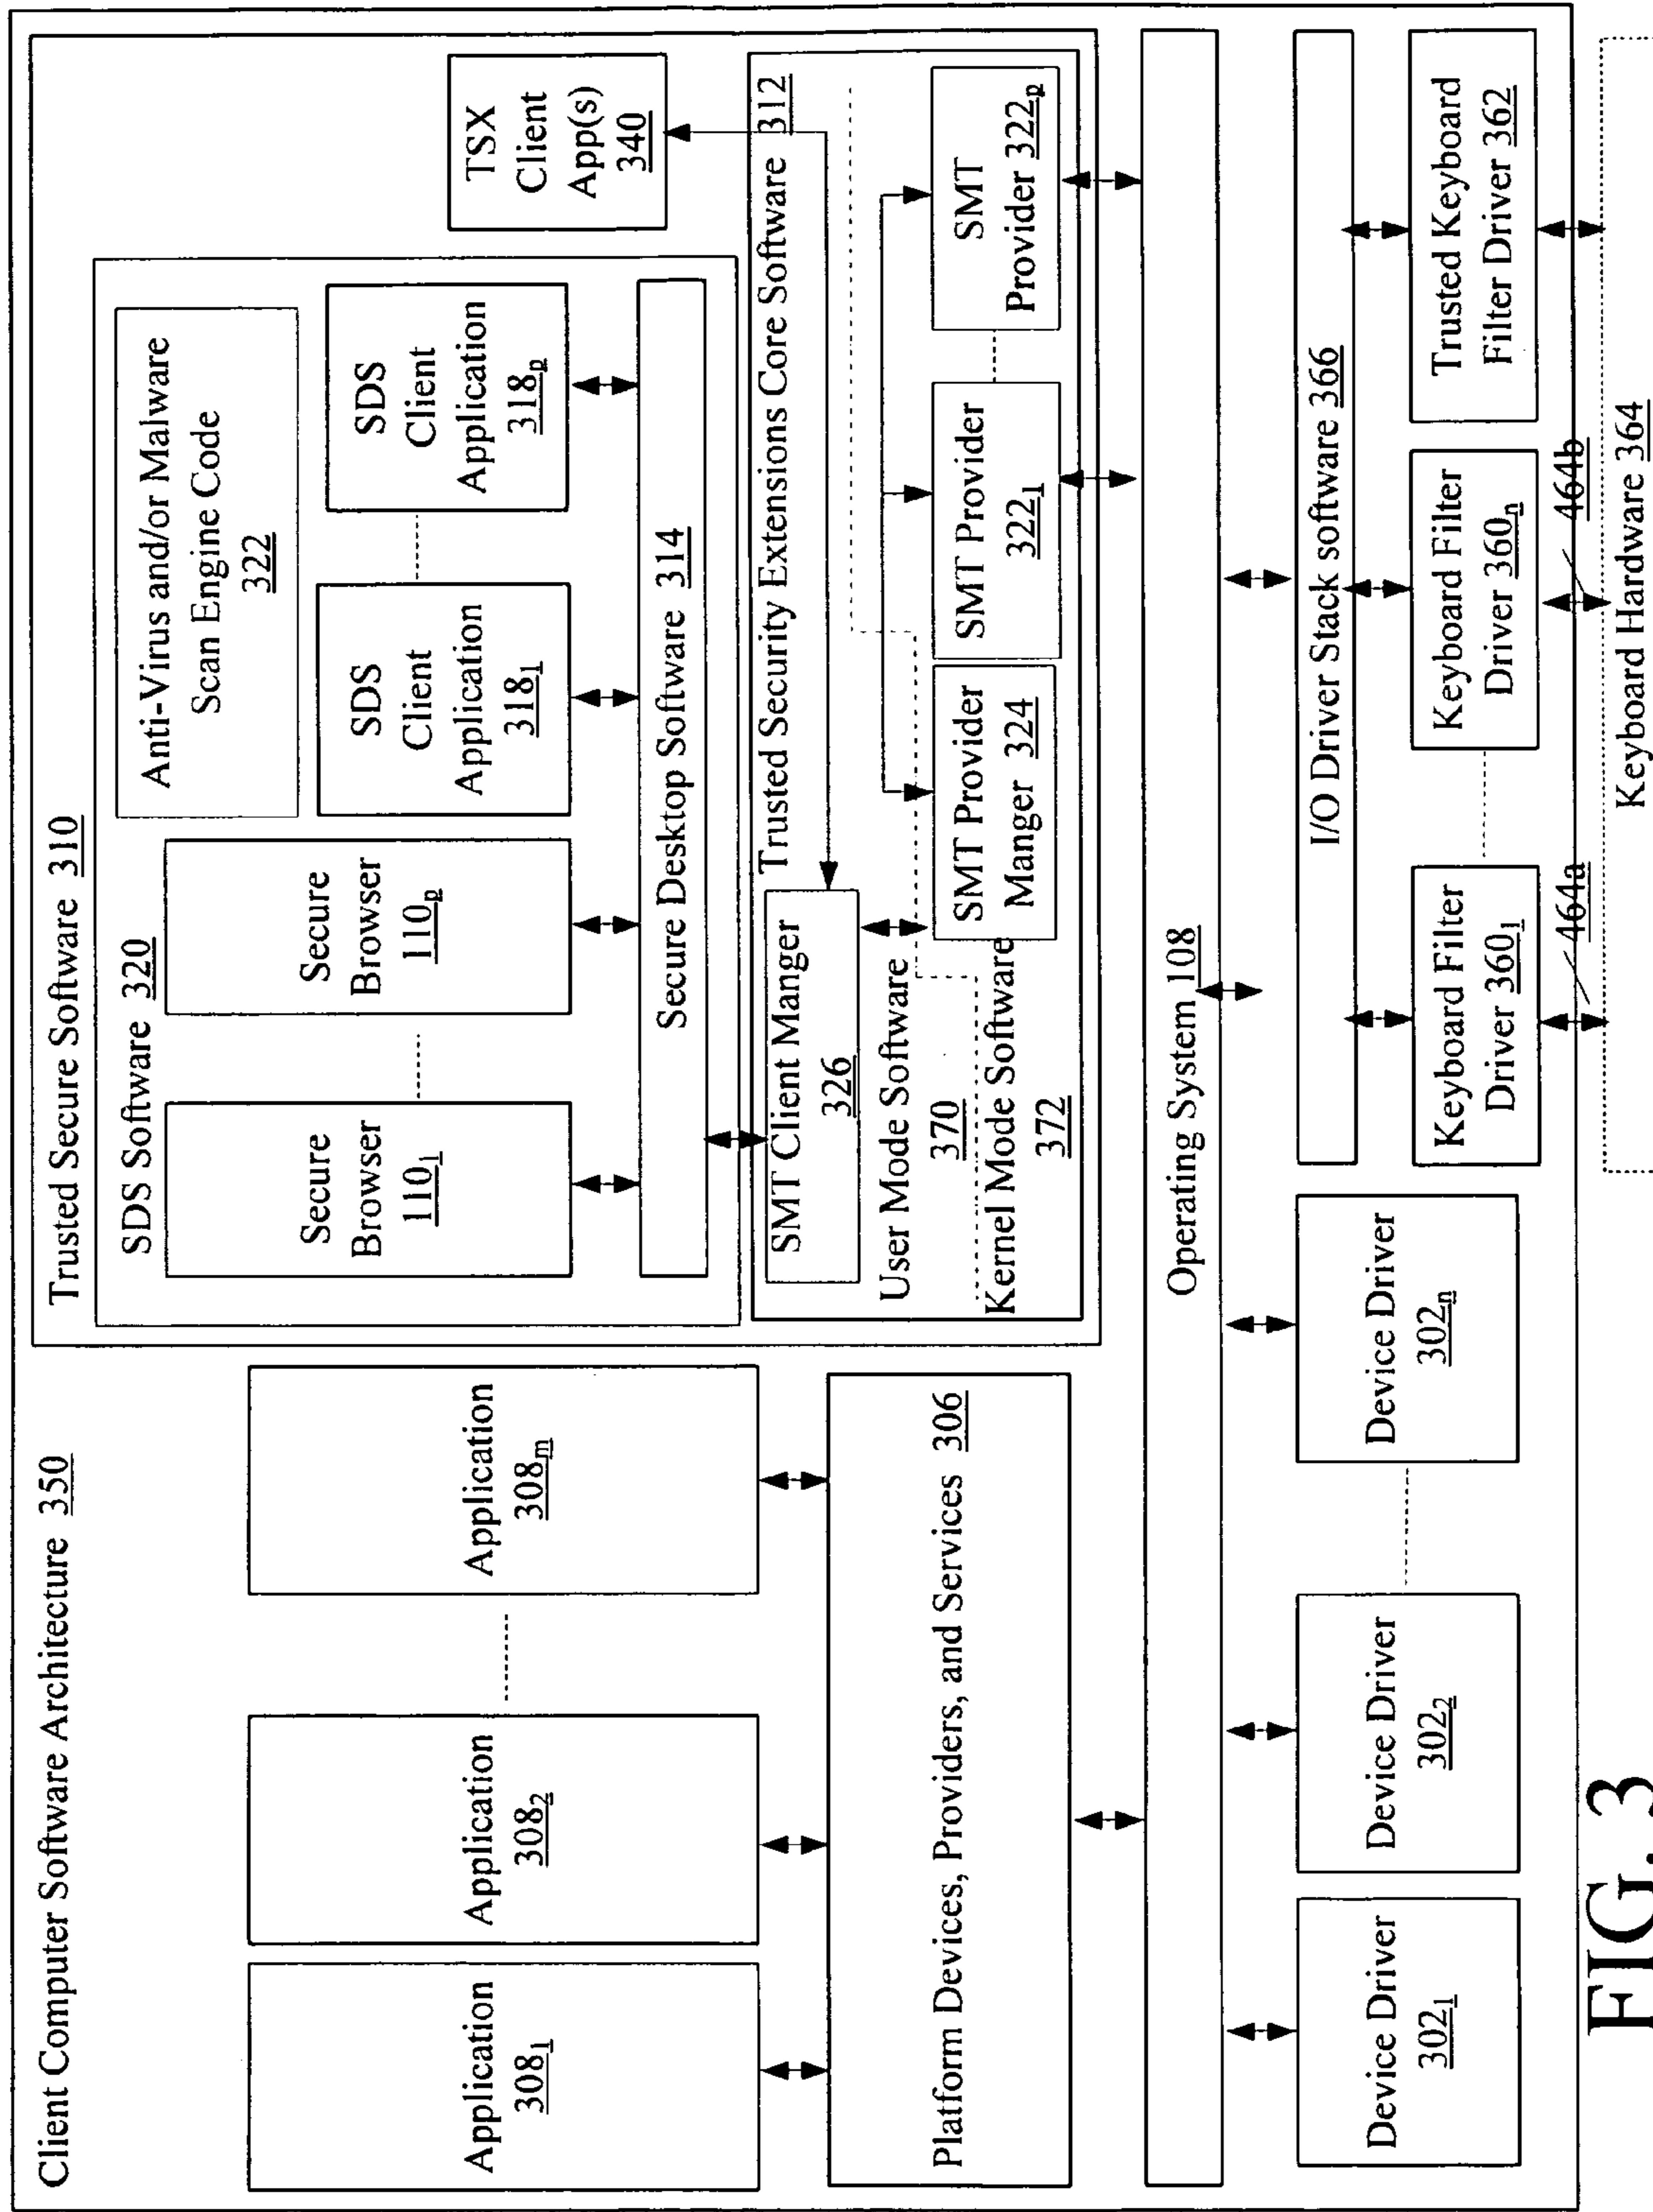 Client Computer Software Architecture 350
Application
308₁
Application
308₂
Application
308m
Platform Devices, Providers, and Services 306
Trusted Secure Software 310
SDS Software 320
Secure
Browser
110₁
Secure
Browser
110p
Anti-Virus and/or Malware
Scan Engine Code
322
SDS
Client
Application
318₁
SDS
Client
Application
318p
Secure Desktop Software 314
TSX
Client
App(s)
340
Trusted Security Extensions Core Software 312
SMT Client Manger
326
User Mode Software
370
Kernel Mode Software
372
SMT Provider
Manger 324
SMT Provider
322₁
SMT
Provider 322p
Operating System 108
Device Driver
302₁
Device Driver
302₂
Device Driver
302n
I/O Driver Stack software 366
Keyboard Filter
Driver 360₁
Keyboard Filter
Driver 360n
Trusted Keyboard
Filter Driver 362
464a
464b
Keyboard Hardware 364
FIG. 3